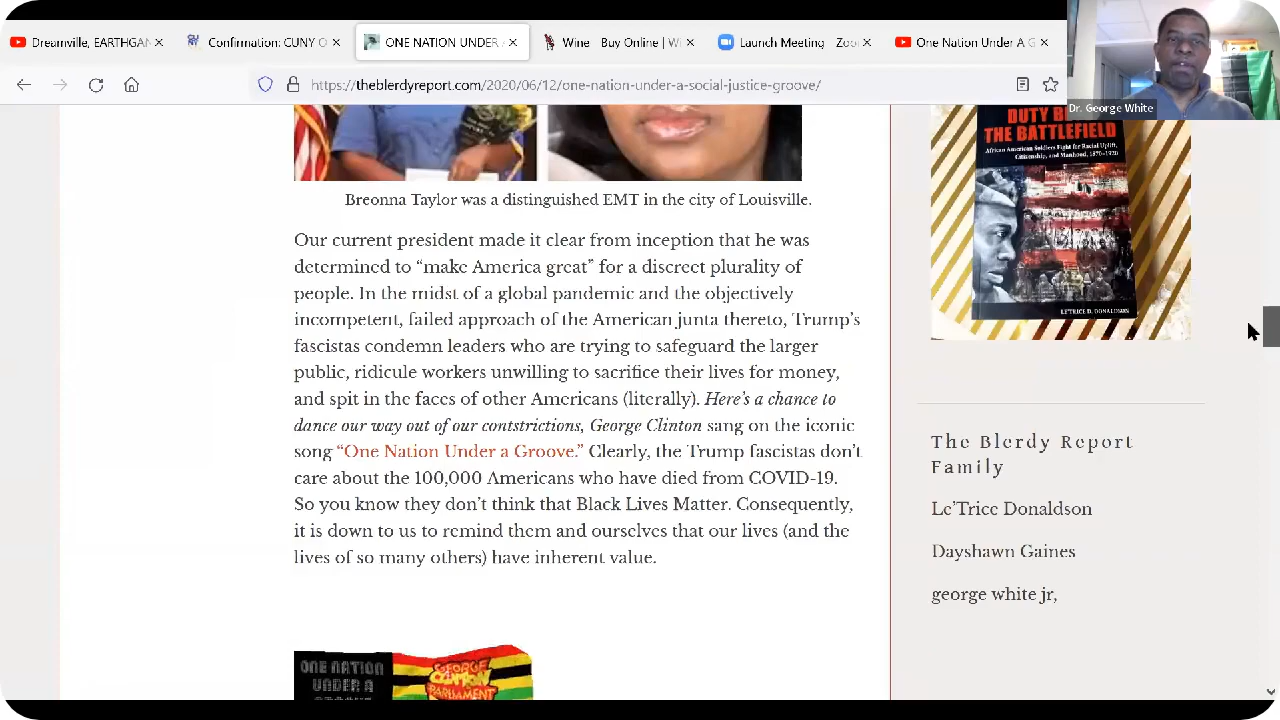 Dreamville, EARTHGAN
Confirmation: CUNY O
ONE NATION UNDER A
Wine - Buy Online | Wi
Launch Meeting - Zoo
One Nation Under A G
https://theblerdyreport.com/2020/06/12/one-nation-under-a-social-justice-groove/
Dr. George White
Breonna Taylor was a distinguished EMT in the city of Louisville.
Our current president made it clear from inception that he was
determined to “make America great” for a discreet plurality of
people. In the midst of a global pandemic and the objectively
incompetent, failed approach of the American junta thereto, Trump’s
fascistas condemn leaders who are trying to safeguard the larger
public, ridicule workers unwilling to sacrifice their lives for money,
and spit in the faces of other Americans (literally). Here’s a chance to
dance our way out of our contstrictions, George Clinton sang on the iconic
song “One Nation Under a Groove.” Clearly, the Trump fascistas don’t
care about the 100,000 Americans who have died from COVID-19.
So you know they don’t think that Black Lives Matter. Consequently,
it is down to us to remind them and ourselves that our lives (and the
lives of so many others) have inherent value.
ONE NATION
UNDER A
GEORGE
CLINTON
PARLIAMENT
DUTY BE
THE BATTLEFIELD
African American Soldiers Fight for Racial Uplift,
Citizenship, and Manhood, 1870–1920
LE'TRICE D. DONALDSON
The Blerdy Report
Family
Le’Trice Donaldson
Dayshawn Gaines
george white jr,